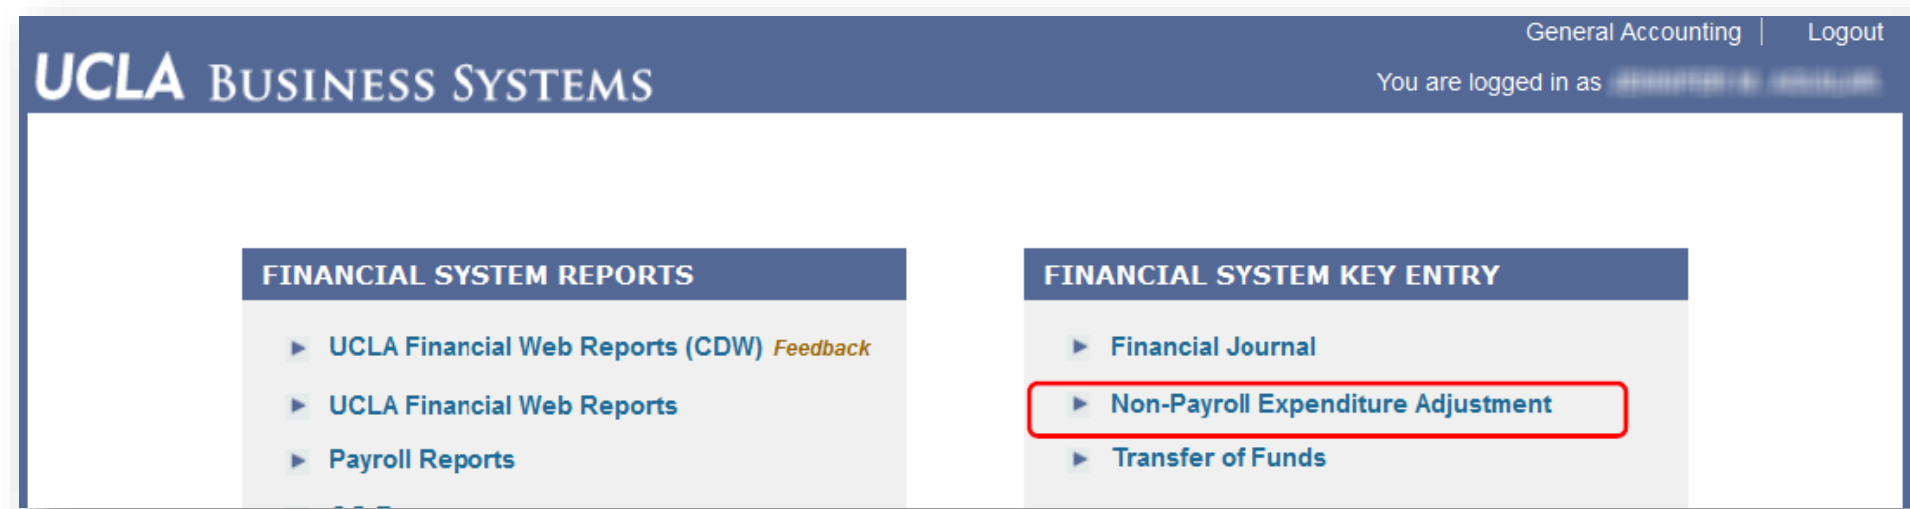 General Accounting | Logout
UCLA BUSINESS SYSTEMS
You are logged in as
FINANCIAL SYSTEM REPORTS
UCLA Financial Web Reports (CDW) Feedback
UCLA Financial Web Reports
Payroll Reports
FINANCIAL SYSTEM KEY ENTRY
Financial Journal
Non-Payroll Expenditure Adjustment
Transfer of Funds